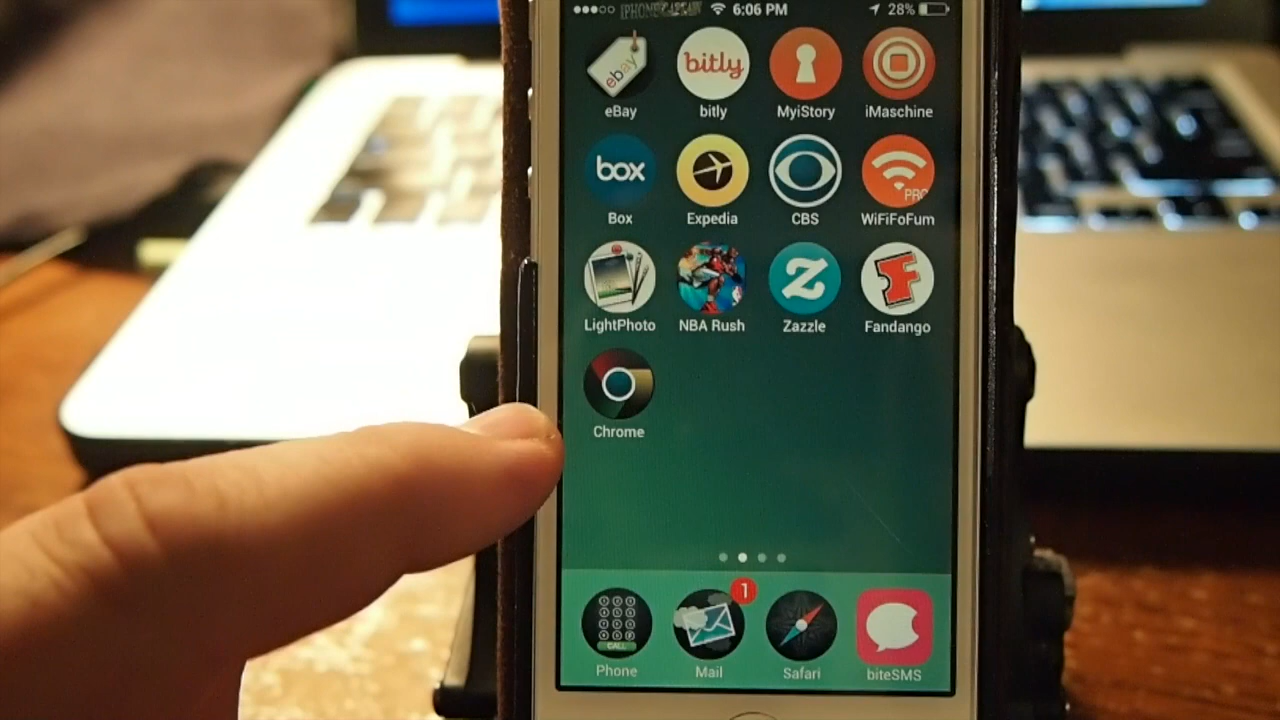 6:06 PM 28%
ebay bitly
eBay bitly MyiStory iMaschine
box PRO
Box Expedia CBS WiFiFoFum
Z F
LightPhoto NBA Rush Zazzle Fandango
Chrome
1
CALL
Phone Mail Safari biteSMS